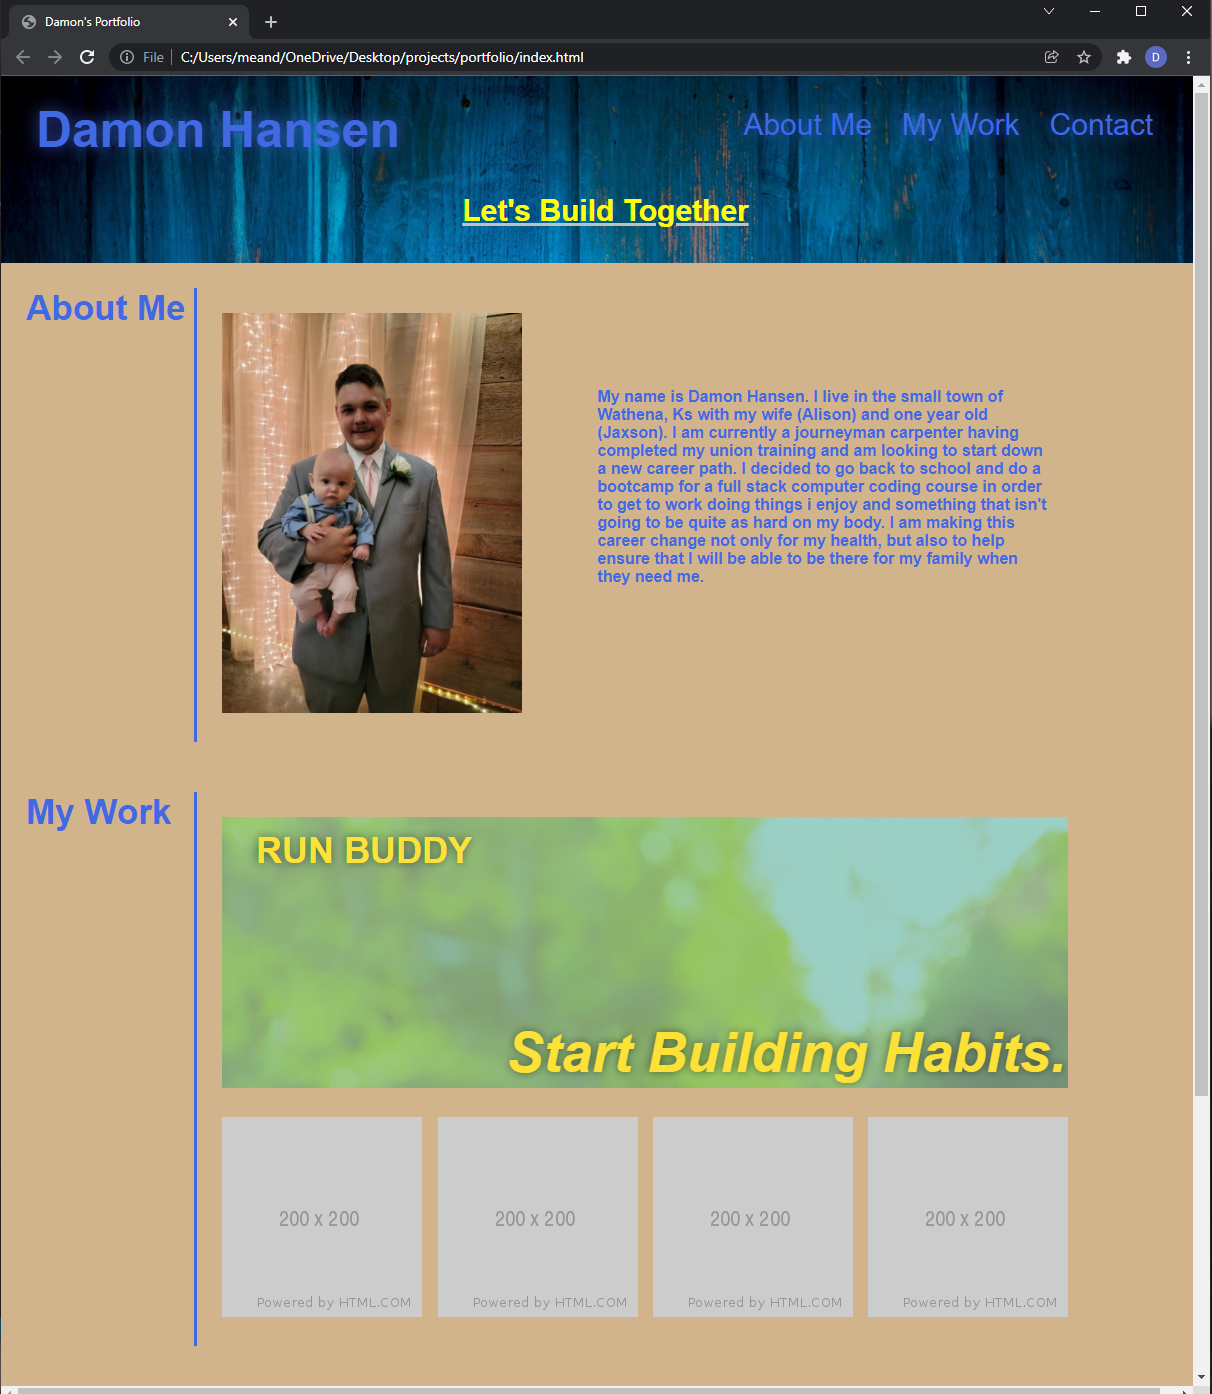 Damon's Portfolio
File
C:/Users/meand/OneDrive/Desktop/projects/portfolio/index.html
D
Damon Hansen
About Me
My Work
Contact
Let's Build Together
About Me
My name is Damon Hansen. I live in the small town of
Wathena, Ks with my wife (Alison) and one year old
(Jaxson). I am currently a journeyman carpenter having
completed my union training and am looking to start down
a new career path. I decided to go back to school and do a
bootcamp for a full stack computer coding course in order
to get to work doing things i enjoy and something that isn't
going to be quite as hard on my body. I am making this
career change not only for my health, but also to help
ensure that I will be able to be there for my family when
they need me.
My Work
RUN BUDDY
Start Building Habits.
200 x 200
Powered by HTML.COM
200 x 200
Powered by HTML.COM
200 x 200
Powered by HTML.COM
200 x 200
Powered by HTML.COM